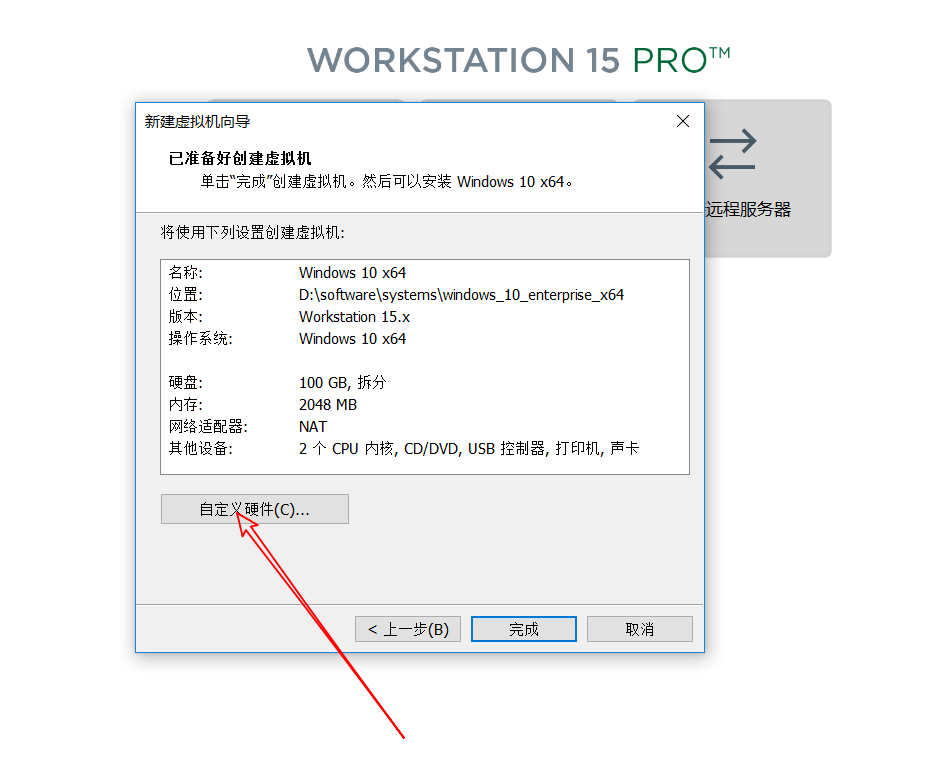 WORKSTATION 15 PRO™
新建虚拟机向导
已准备好创建虚拟机
单击“完成”创建虚拟机。然后可以安装 Windows 10 x64。
远程服务器
将使用下列设置创建虚拟机:
名称: Windows 10 x64
位置: D:\software\systems\windows_10_enterprise_x64
版本: Workstation 15.x
操作系统: Windows 10 x64
硬盘: 100 GB, 拆分
内存: 2048 MB
网络适配器: NAT
其他设备: 2 个 CPU 内核, CD/DVD, USB 控制器, 打印机, 声卡
自定义硬件(C)...
< 上一步(B) 完成 取消